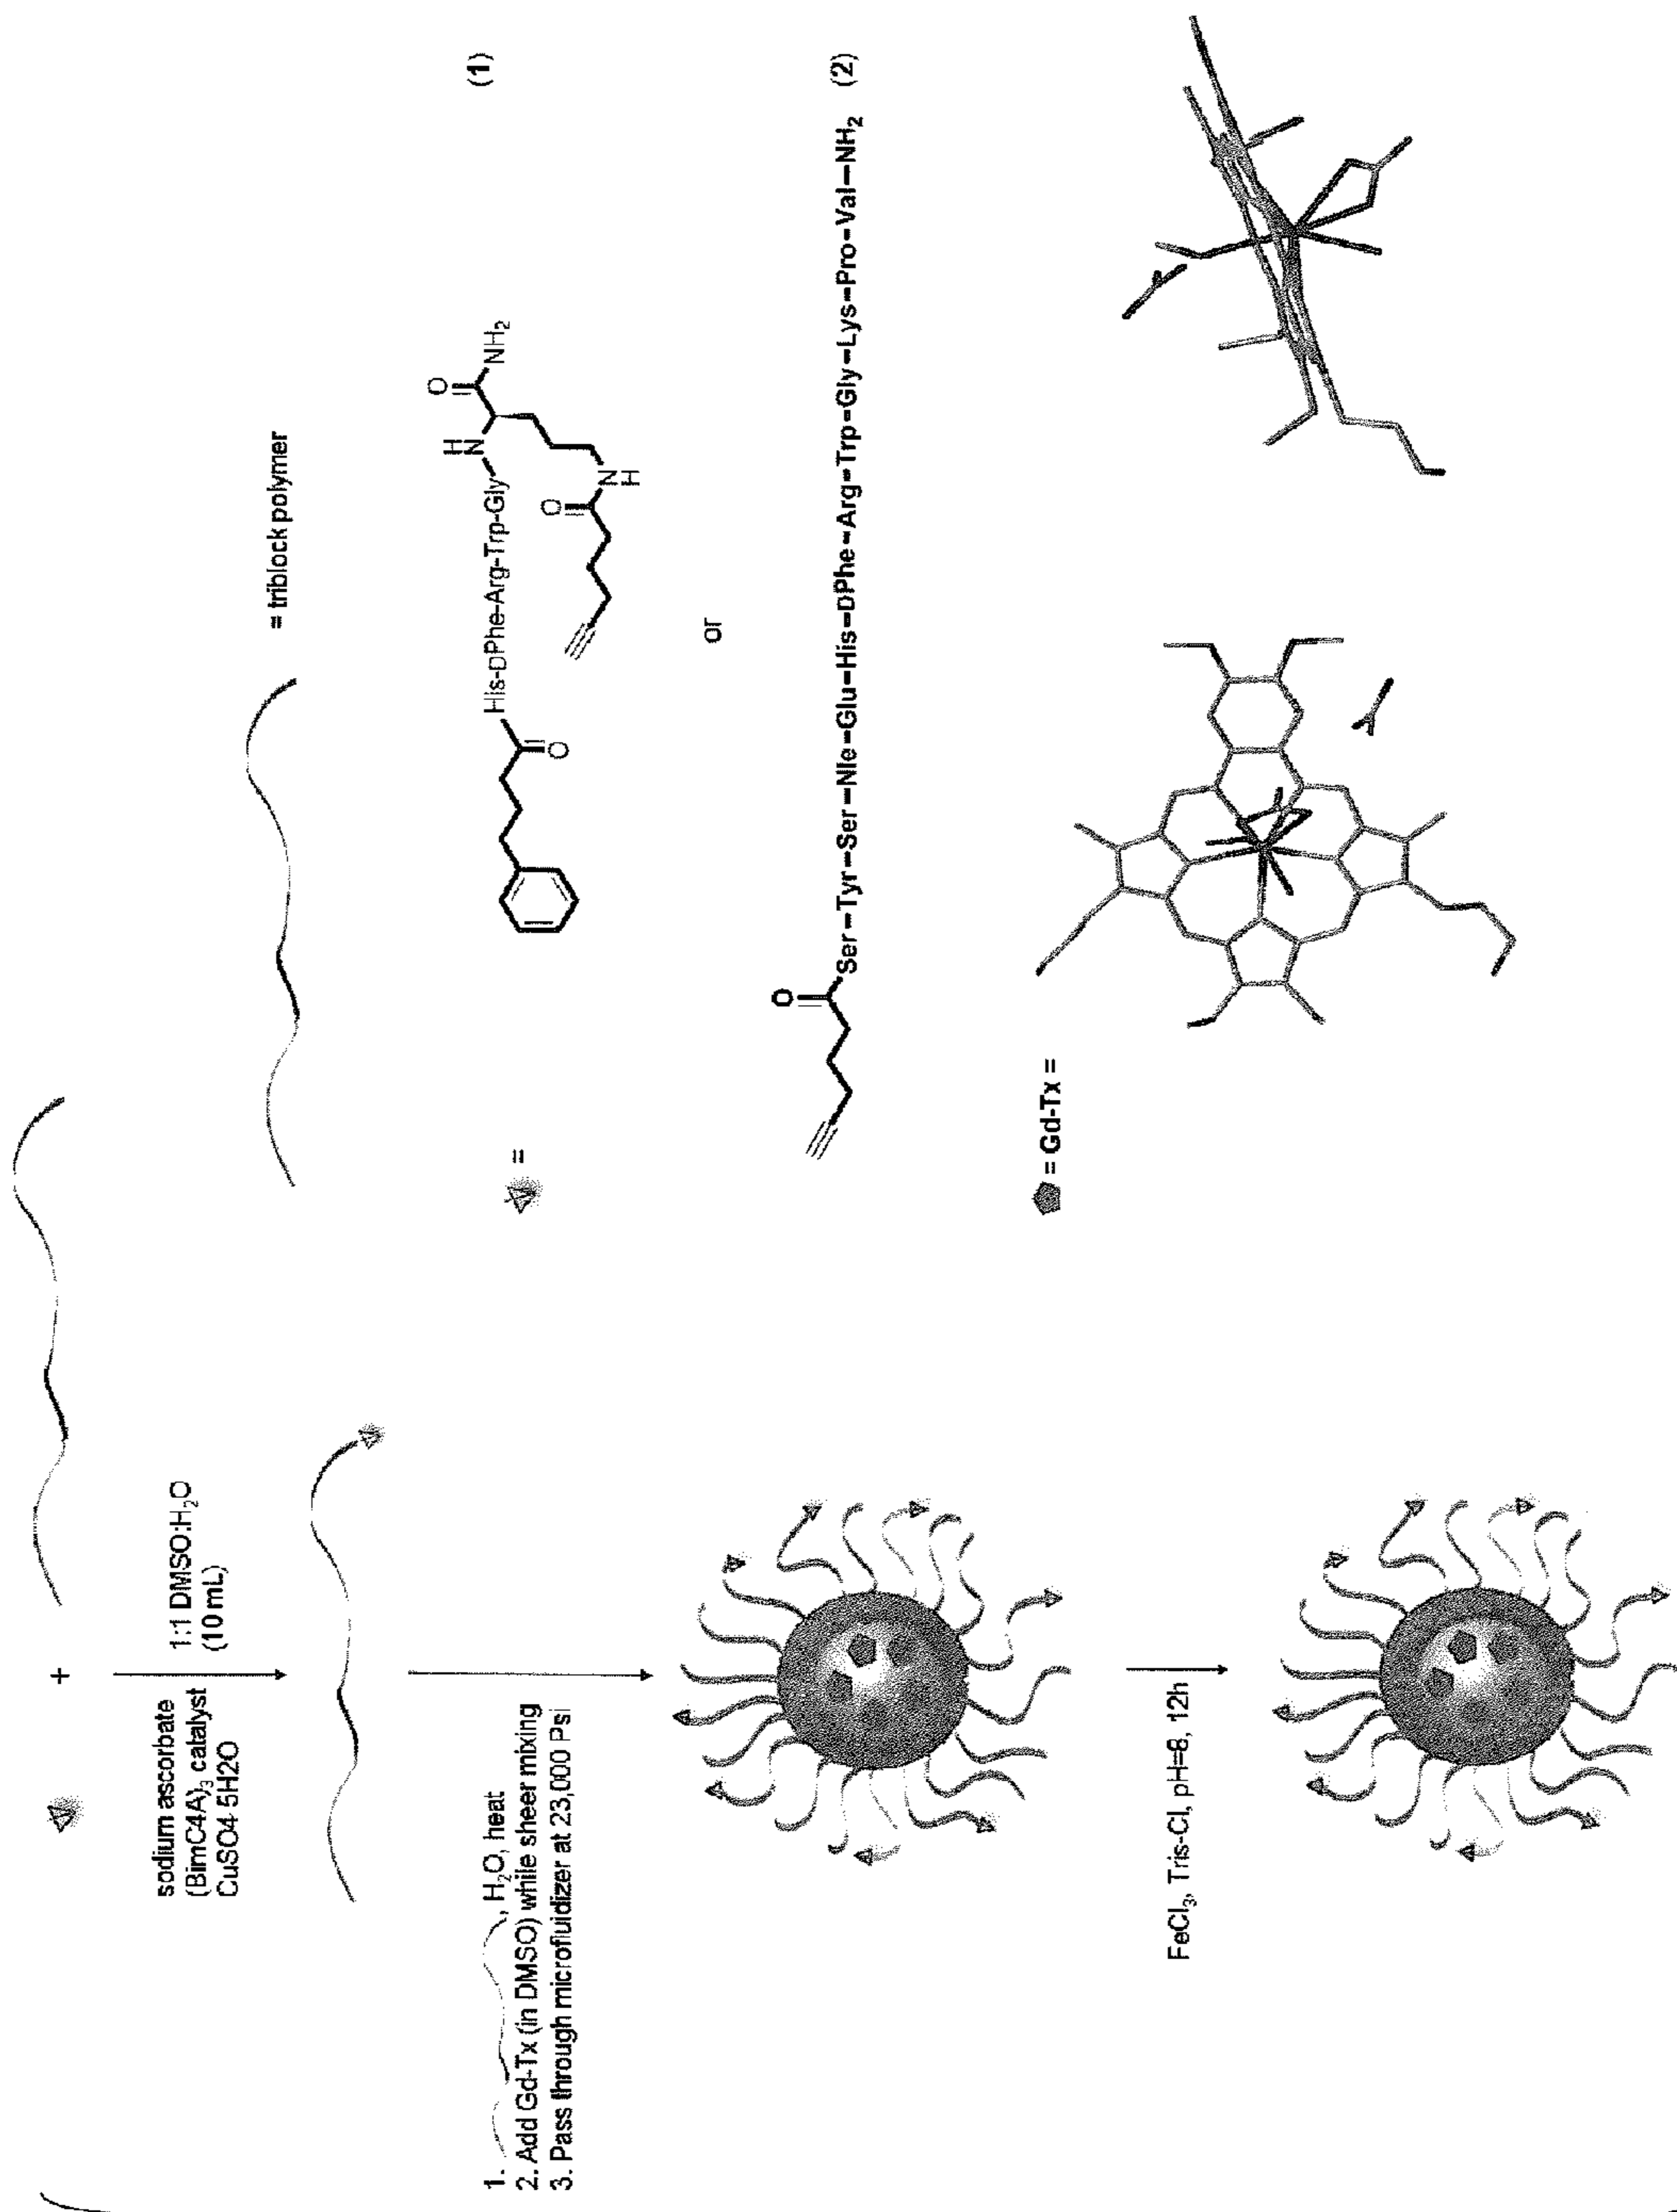 +
sodium ascorbate
(BimC4A)₃ catalyst
CuSO4 5H2O
1:1 DMSO:H₂O
(10 mL)
1. , H₂O, heat
2. Add Gd-Tx (in DMSO) while sheer mixing
3. Pass through microfluidizer at 23,000 Psi
FeCl₃, Tris-Cl, pH=8, 12h
= triblock polymer
=
O
His-DPhe-Arg-Trp-Gly
H
N
O
NH₂
O
N
H
(1)
or
O
Ser-Tyr-Ser-Nle-Glu-His-DPhe-Arg-Trp-Gly-Lys-Pro-Val-NH₂ (2)
= Gd-Tx =